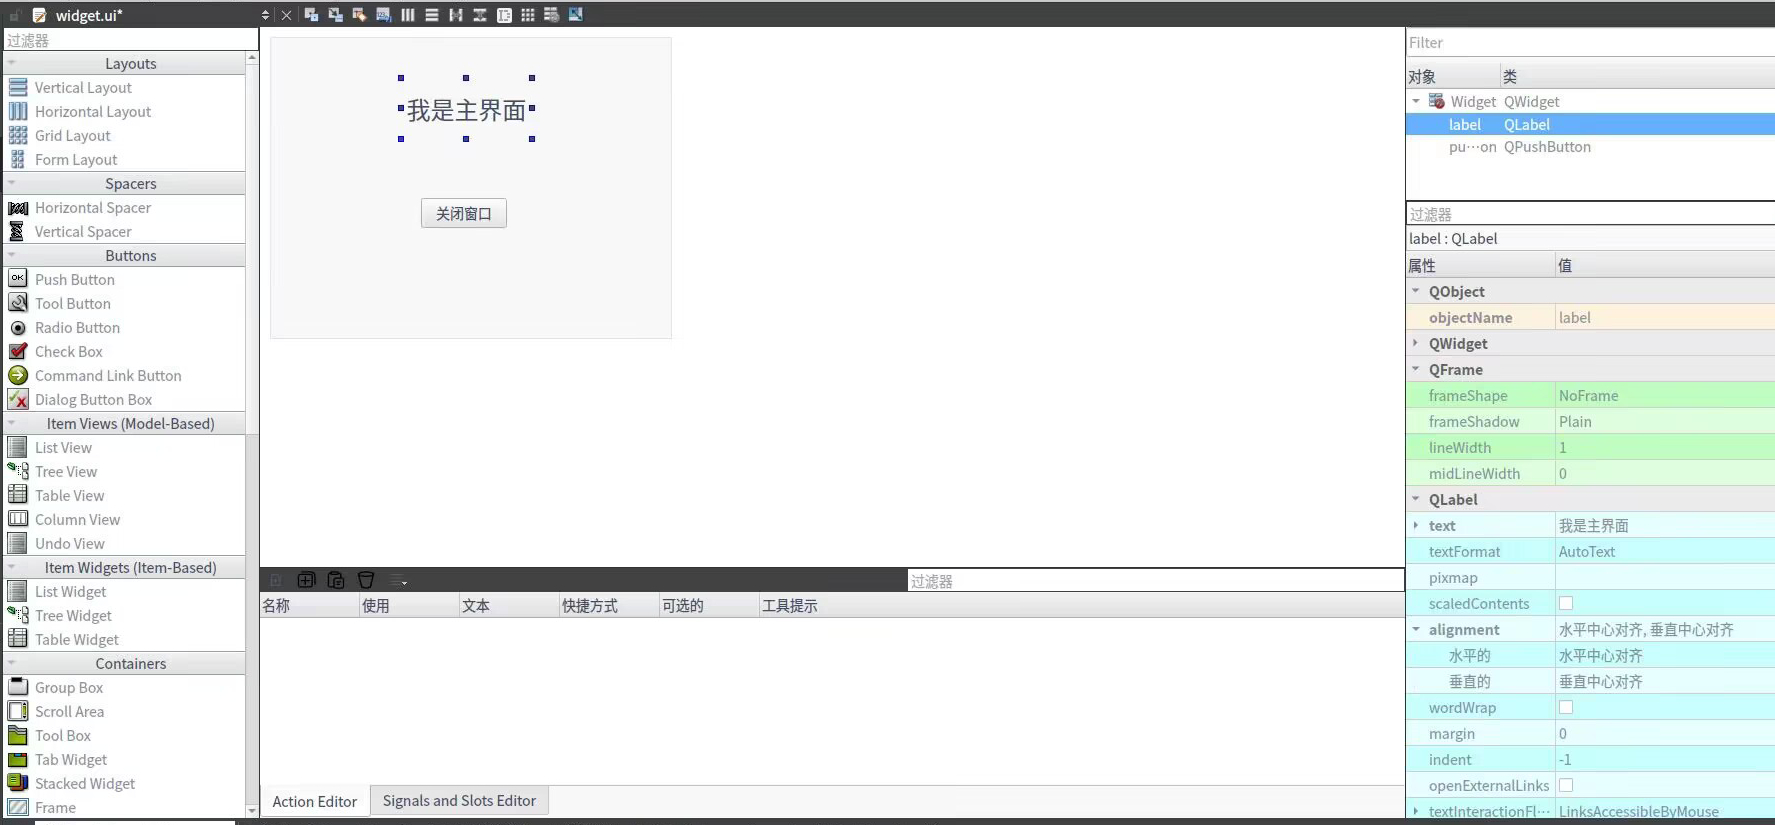 widget.ui*
过滤器
Layouts
Vertical Layout
Horizontal Layout
Grid Layout
Form Layout
Spacers
Horizontal Spacer
Vertical Spacer
Buttons
OK Push Button
Tool Button
Radio Button
Check Box
Command Link Button
Dialog Button Box
Item Views (Model-Based)
List View
Tree View
Table View
Column View
Undo View
Item Widgets (Item-Based)
List Widget
Tree Widget
Table Widget
Containers
Group Box
Scroll Area
Tool Box
Tab Widget
Stacked Widget
Frame
我是主界面
关闭窗口
过滤器
名称 使用 文本 快捷方式 可选的 工具提示
Action Editor Signals and Slots Editor
Filter
对象 类
Widget QWidget
label QLabel
pu···on QPushButton
过滤器
label : QLabel
属性 值
QObject
objectName label
QWidget
QFrame
frameShape NoFrame
frameShadow Plain
lineWidth 1
midLineWidth 0
QLabel
text 我是主界面
textFormat AutoText
pixmap
scaledContents
alignment 水平中心对齐, 垂直中心对齐
水平的 水平中心对齐
垂直的 垂直中心对齐
wordWrap
margin 0
indent -1
openExternalLinks
textInteractionFl··· LinksAccessibleByMouse